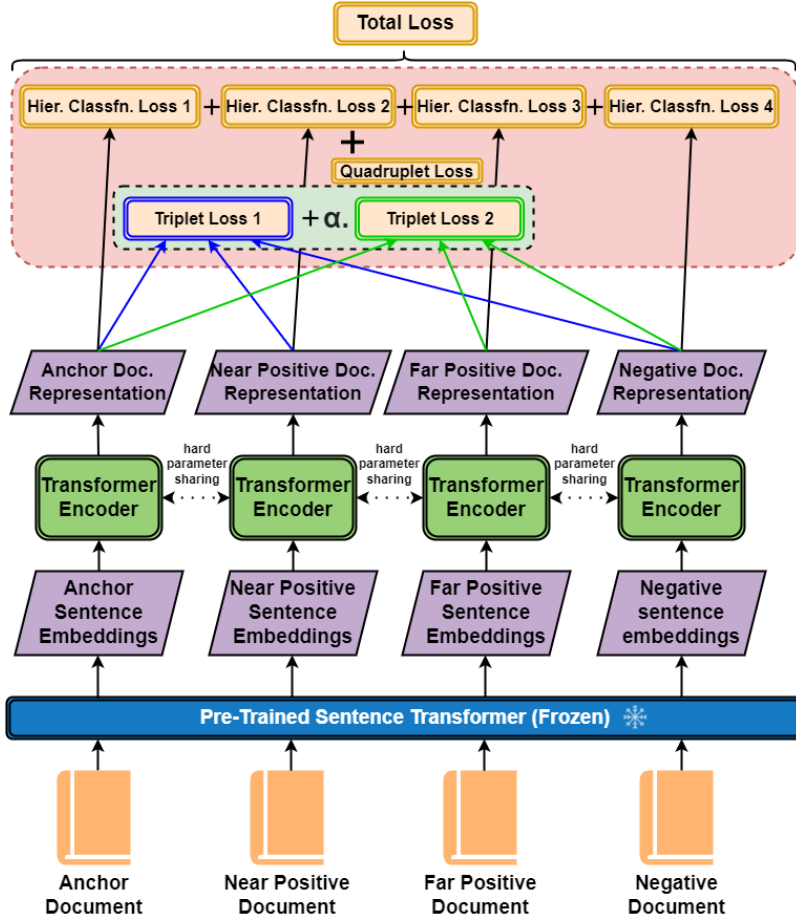 Total Loss
Hier. Classfn. Loss 1 + Hier. Classfn. Loss 2 + Hier. Classfn. Loss 3 + Hier. Classfn. Loss 4
+
Quadruplet Loss
Triplet Loss 1 + α. Triplet Loss 2
Anchor Doc.
Representation
Near Positive Doc.
Representation
Far Positive Doc.
Representation
Negative Doc.
Representation
Transformer
Encoder
hard
parameter
sharing
Transformer
Encoder
hard
parameter
sharing
Transformer
Encoder
hard
parameter
sharing
Transformer
Encoder
Anchor
Sentence
Embeddings
Near Positive
Sentence
Embeddings
Far Positive
Sentence
Embeddings
Negative
sentence
embeddings
Pre-Trained Sentence Transformer (Frozen)
Anchor
Document
Near Positive
Document
Far Positive
Document
Negative
Document